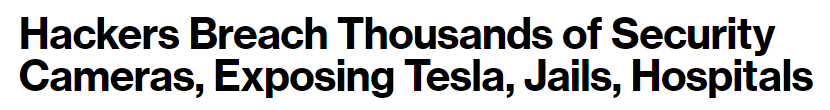 Hackers Breach Thousands of Security
Cameras, Exposing Tesla, Jails, Hospitals